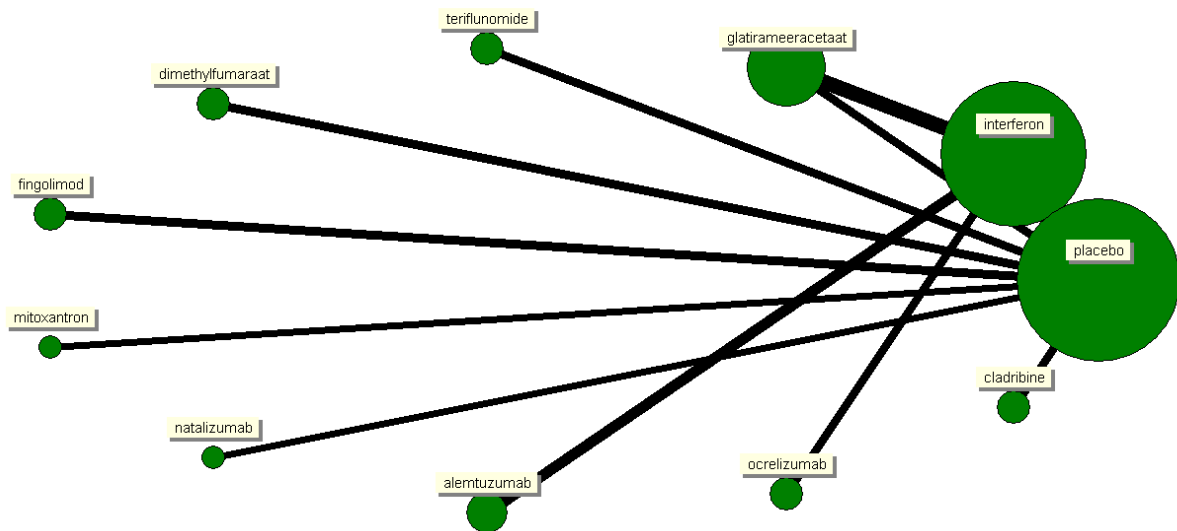 teriflunomide
glatirameeracetaat
dimethylfumaraat
interferon
fingolimod
placebo
mitoxantron
cladribine
natalizumab
ocrelizumab
alemtuzumab